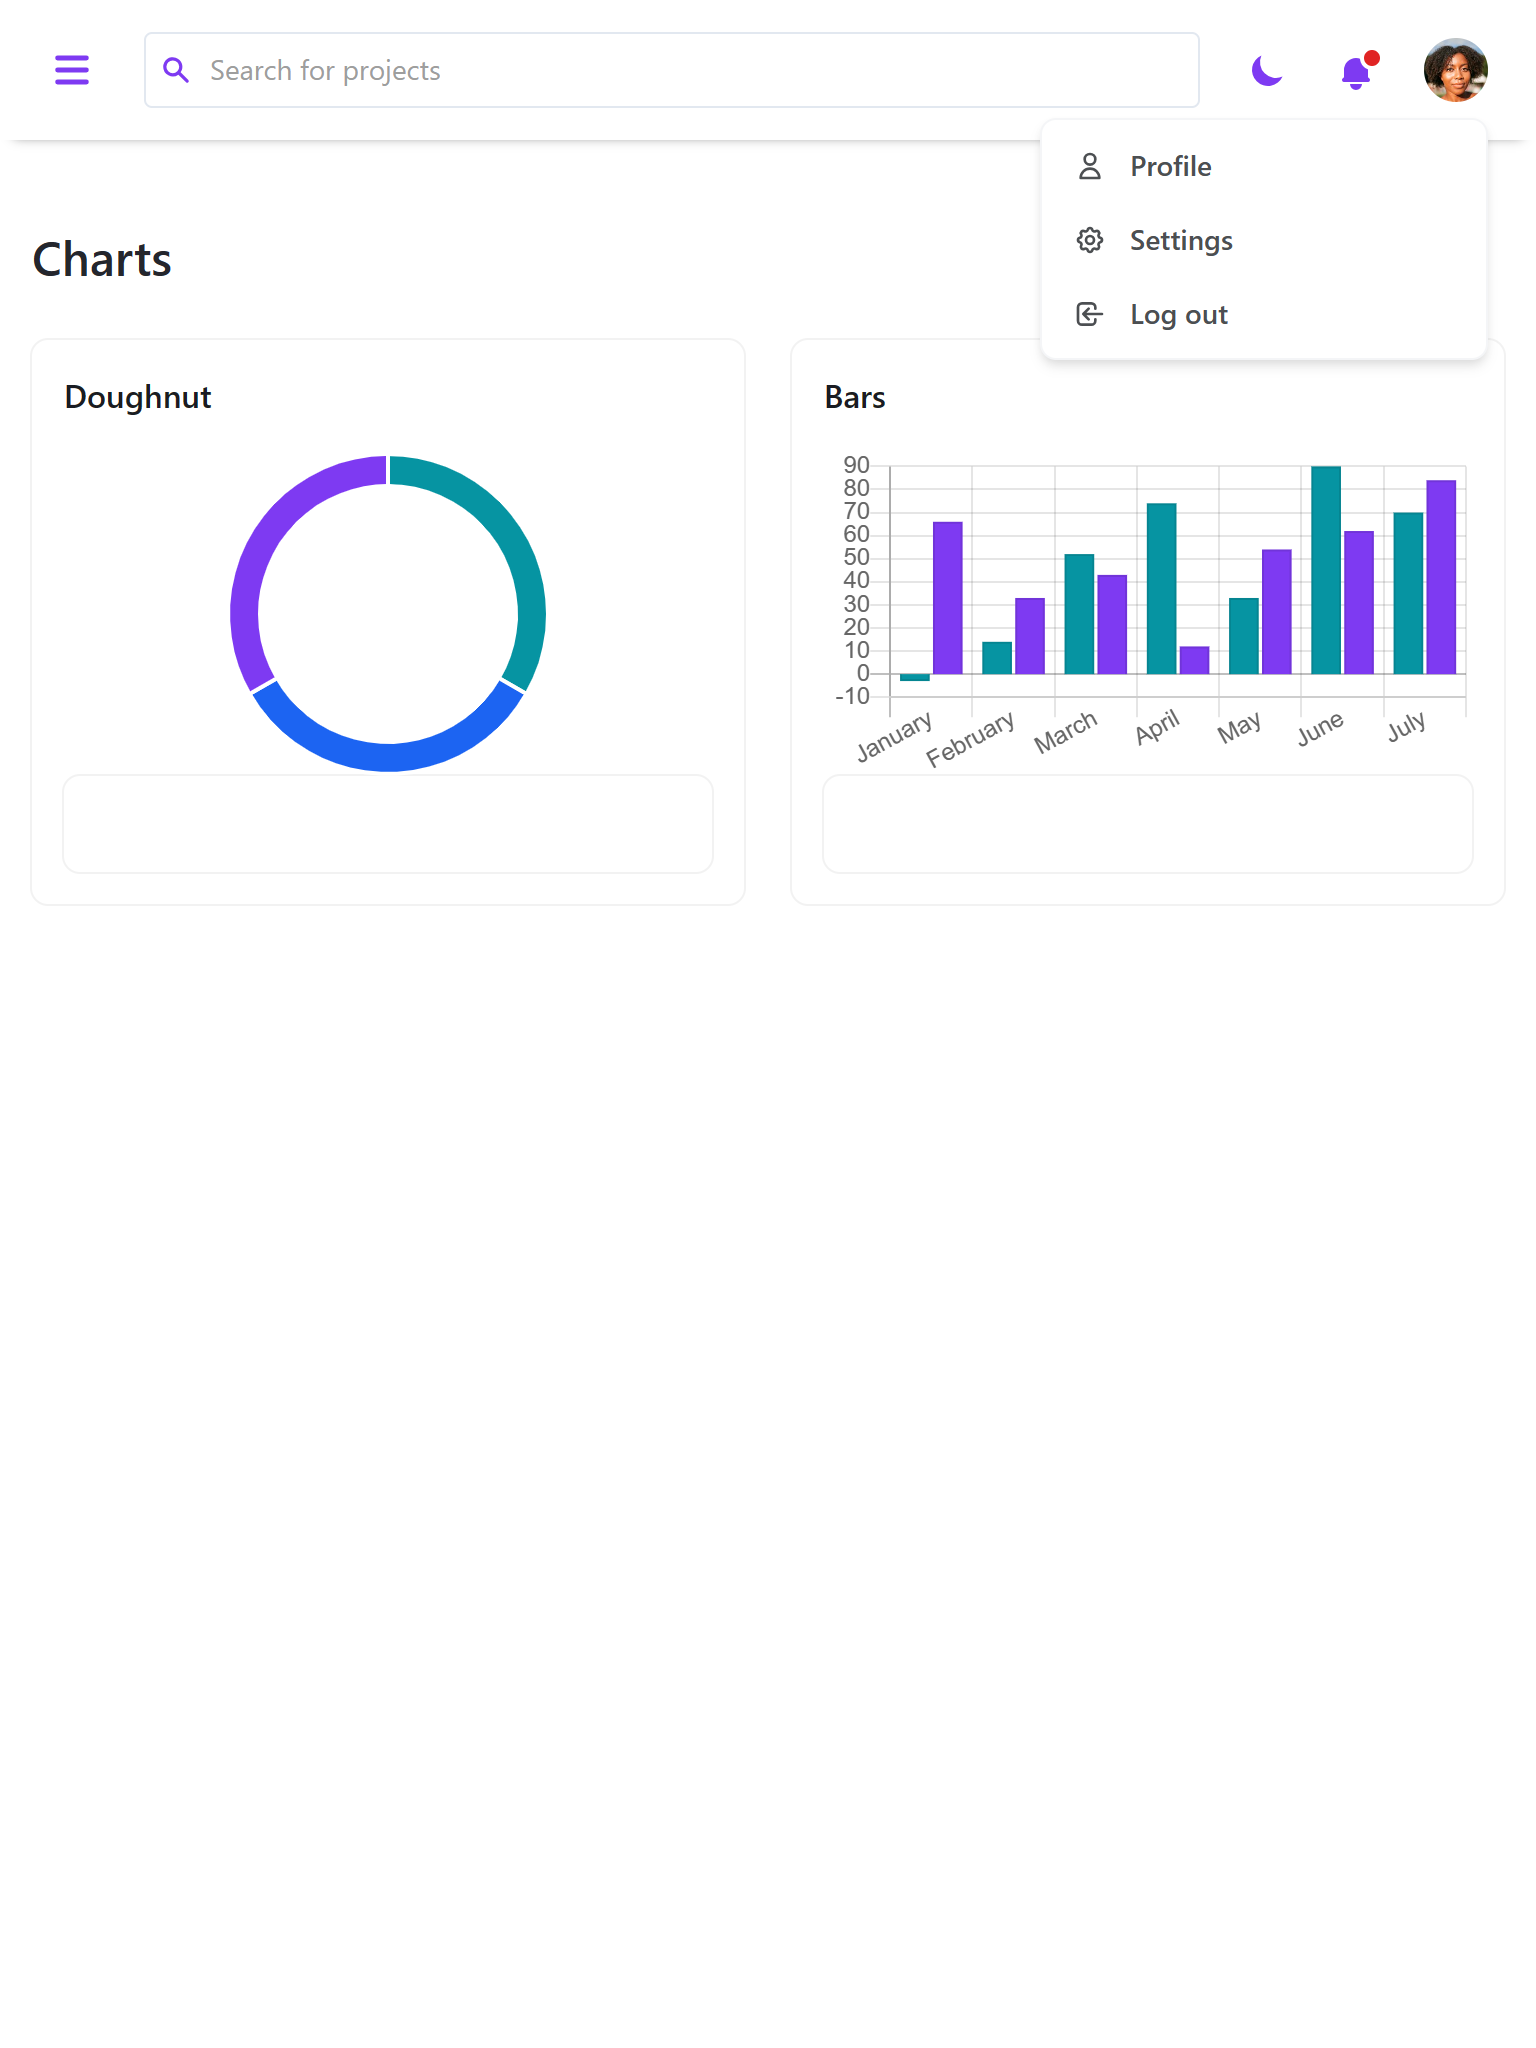 Search for projects
Profile
Settings
Log out
Charts
Doughnut
Bars
90
80
70
60
50
40
30
20
10
0
-10
January
February
March
April
May
June
July